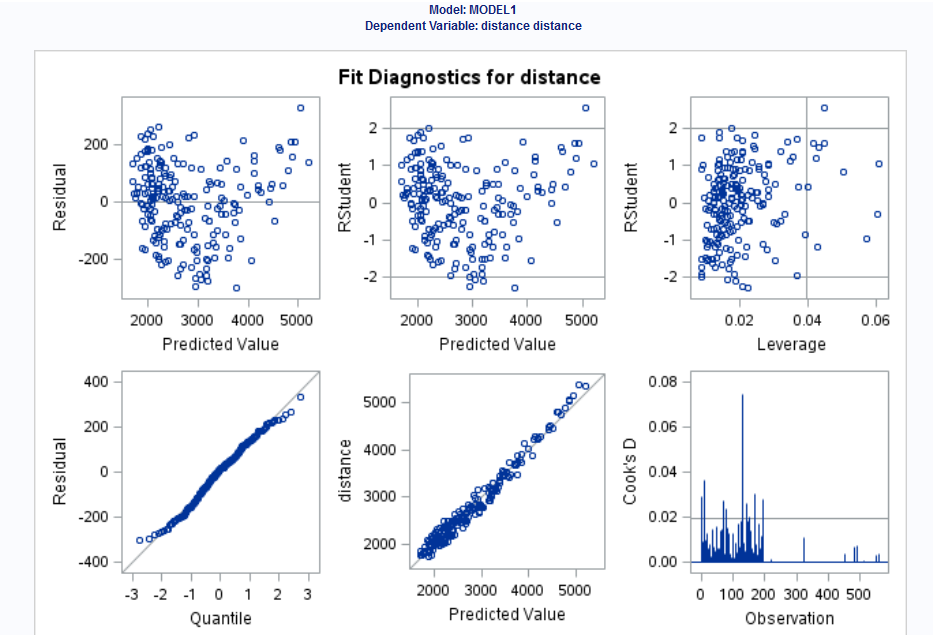 Model: MODEL1
Dependent Variable: distance distance
Fit Diagnostics for distance
Residual
200
0
-200
2000 3000 4000 5000
Predicted Value
RStudent
2
1
0
-1
-2
2000 3000 4000 5000
Predicted Value
RStudent
2
1
0
-1
-2
0.02 0.04 0.06
Leverage
Residual
400
200
0
-200
-400
-3 -2 -1 0 1 2 3
Quantile
distance
5000
4000
3000
2000
2000 3000 4000 5000
Predicted Value
Cook's D
0.08
0.06
0.04
0.02
0.00
0 100 200 300 400 500
Observation